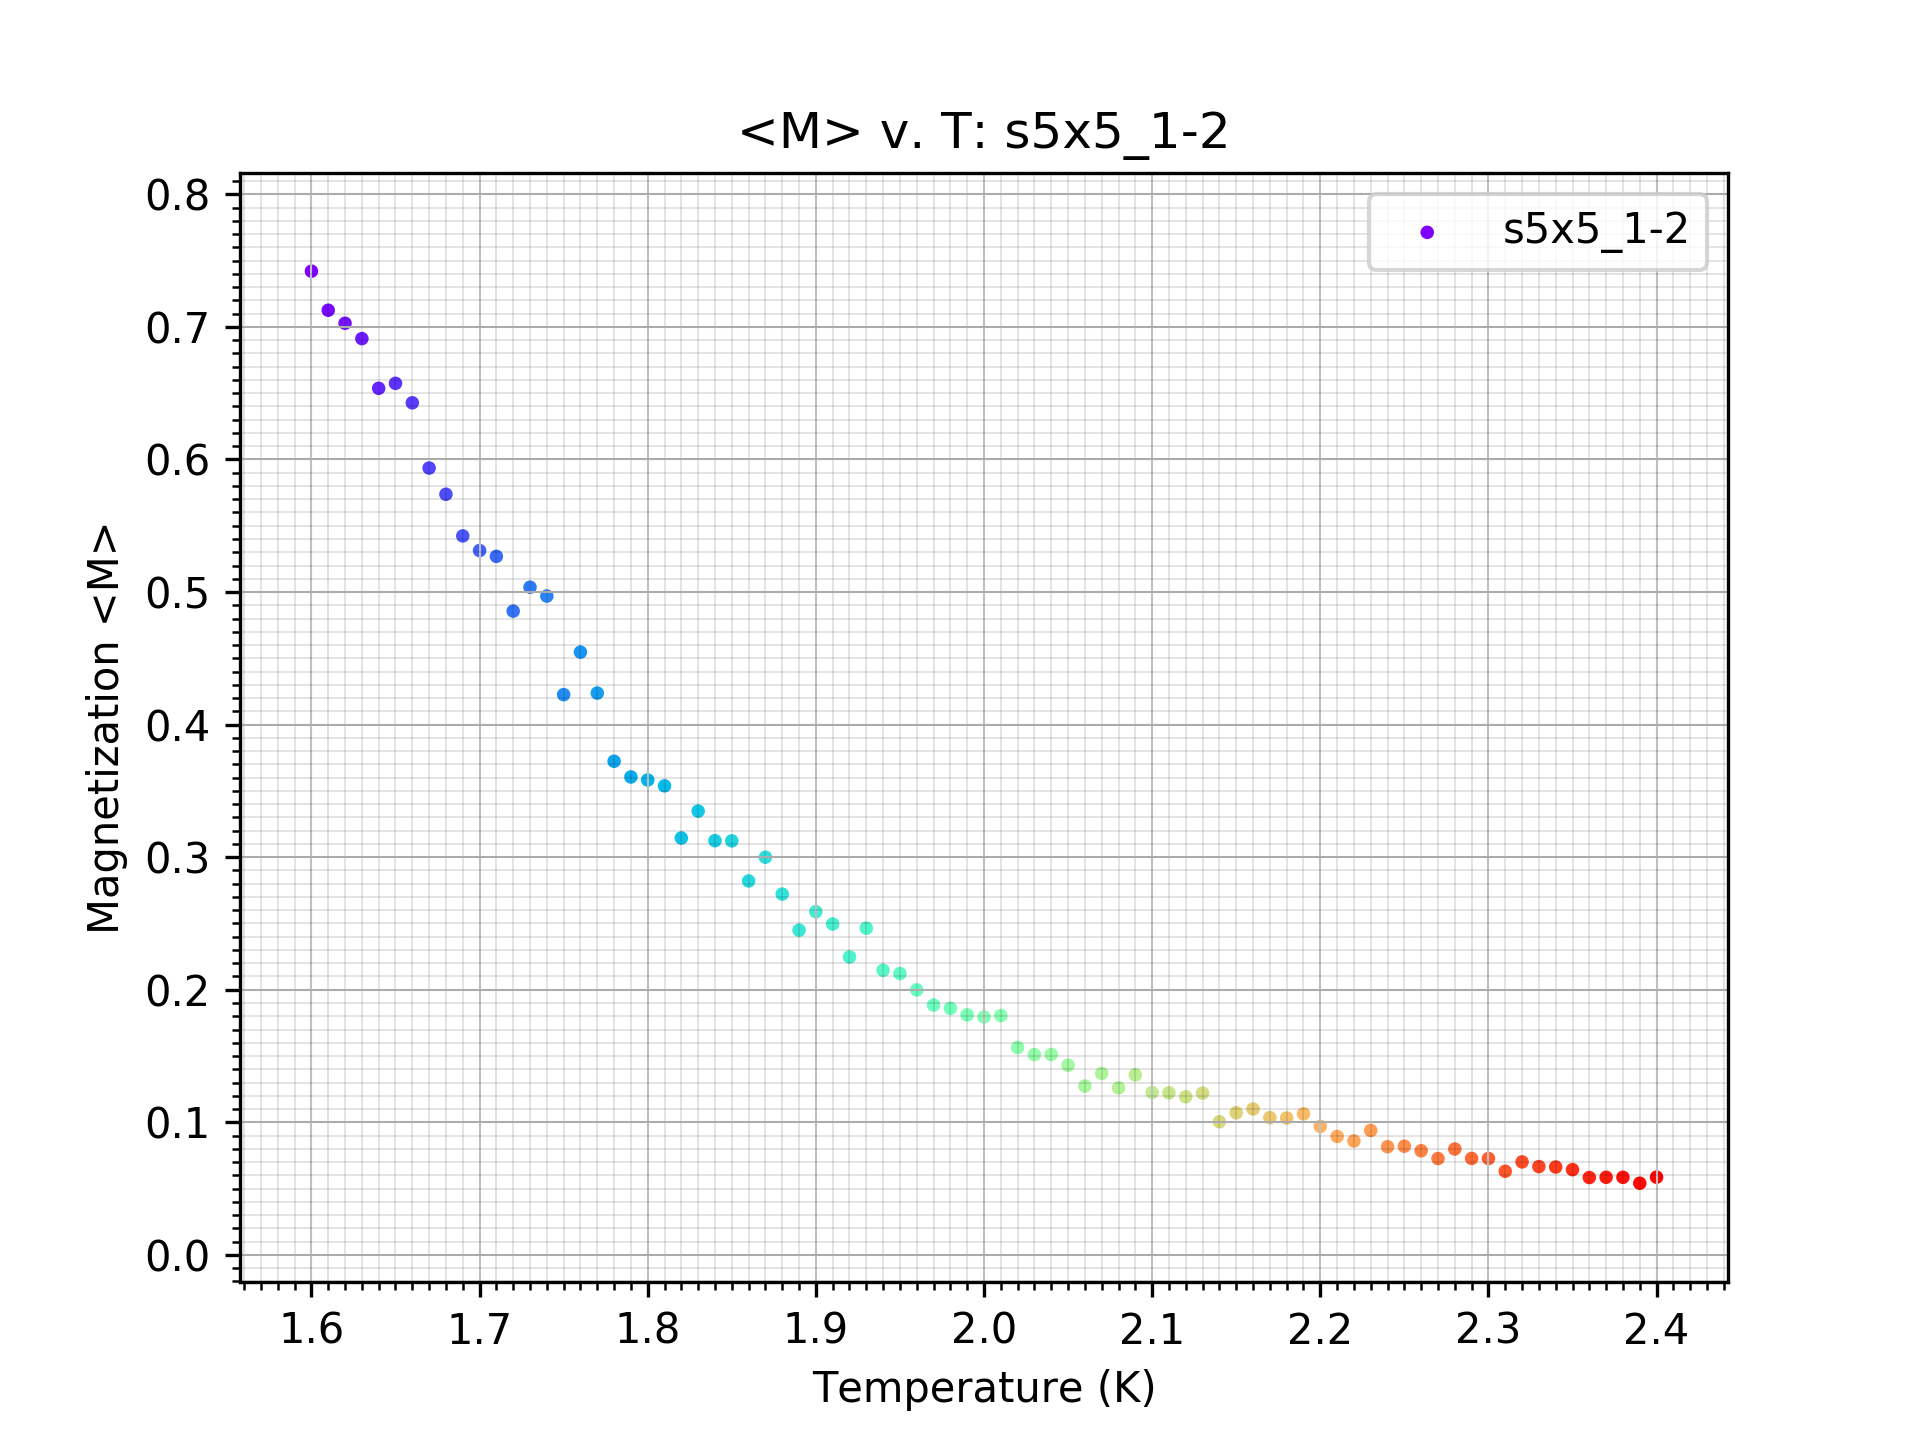 <M> v. T: s5x5_1-2
s5x5_1-2
Magnetization <M>
0.8
0.7
0.6
0.5
0.4
0.3
0.2
0.1
0.0
1.6 1.7 1.8 1.9 2.0 2.1 2.2 2.3 2.4
Temperature (K)